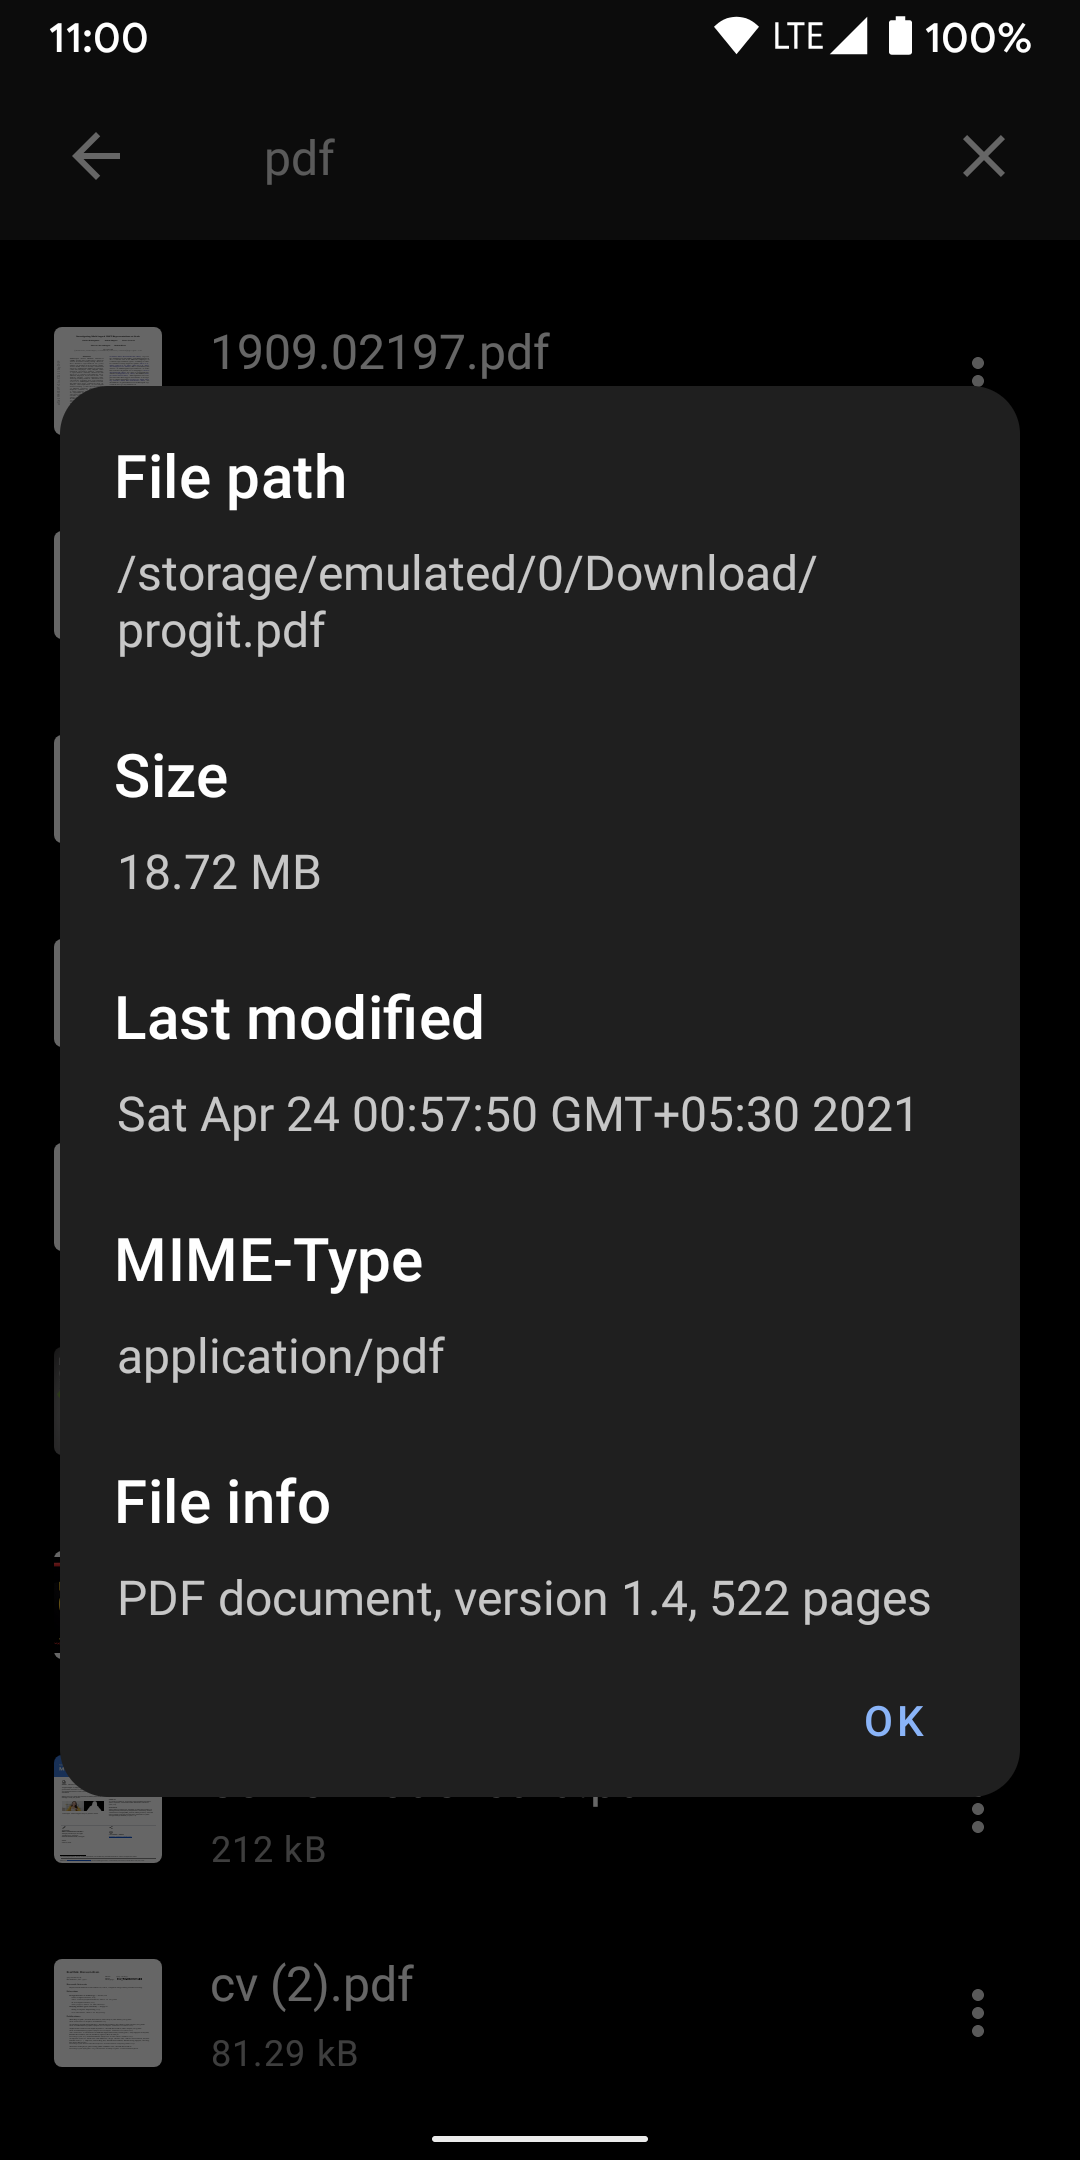 11:00 LTE 100%
pdf
1909.02197.pdf
File path
/storage/emulated/0/Download/
progit.pdf
Size
18.72 MB
Last modified
Sat Apr 24 00:57:50 GMT+05:30 2021
MIME-Type
application/pdf
File info
PDF document, version 1.4, 522 pages
OK
212 kB
cv (2).pdf
81.29 kB